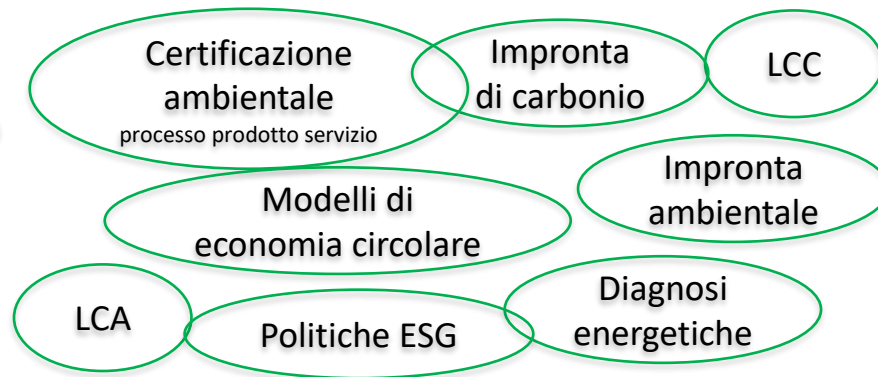 Certificazione
ambientale
processo prodotto servizio
Impronta
di carbonio
LCC
Impronta
ambientale
Modelli di
economia circolare
LCA
Politiche ESG
Diagnosi
energetiche